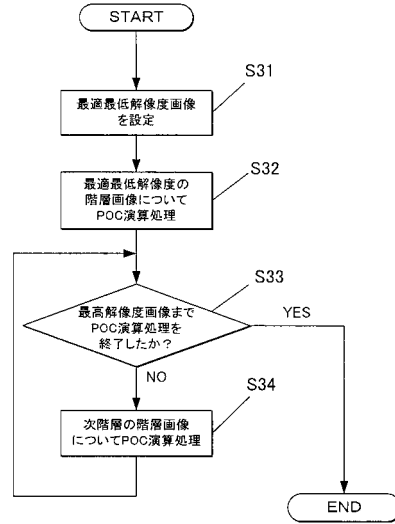 START
S31
最適最低解像度画像
を設定
S32
最適最低解像度の
階層画像について
POC演算処理
S33
最高解像度画像まで
POC演算処理を
終了したか?
YES
NO
S34
次階層の階層画像
についてPOC演算処理
END